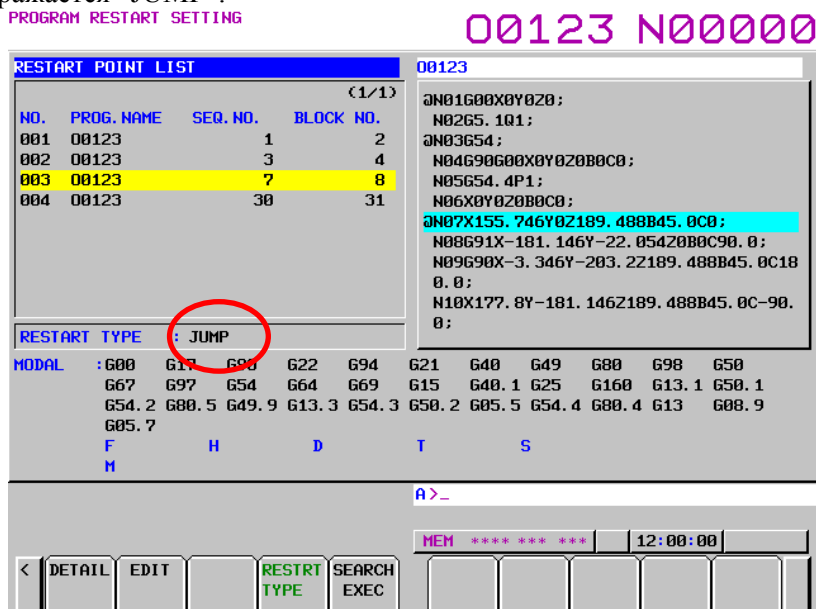 ражается "JUMP".
PROGRAM RESTART SETTING
O0123 N00000
RESTART POINT LIST
(1/1)
NO. PROG.NAME SEQ.NO. BLOCK NO.
001 O0123 1 2
002 O0123 3 4
003 O0123 7 8
004 O0123 30 31
RESTART TYPE : JUMP
O0123
@N01G00X0Y0Z0;
N02G5.1Q1;
@N03G54;
N04G90G00X0Y0Z0B0C0;
N05G54.4P1;
N06X0Y0Z0B0C0;
@N07X155.746Y0Z189.488B45.0C0;
N08G91X-181.146Y-22.054Z0B0C90.0;
N09G90X-3.346Y-203.2Z189.488B45.0C18
0.0;
N10X177.8Y-181.146Z189.488B45.0C-90.
0;
MODAL :G00 G17 G90 G22 G94 G21 G40 G49 G80 G98 G50
G67 G97 G54 G64 G69 G15 G40.1 G25 G160 G13.1 G50.1
G54.2 G80.5 G49.9 G13.3 G54.3 G50.2 G05.5 G54.4 G80.4 G13 G08.9
G05.7
F H D T S
M
A>_
MEM **** *** *** 12:00:00
< DETAIL EDIT RESTRT TYPE SEARCH EXEC